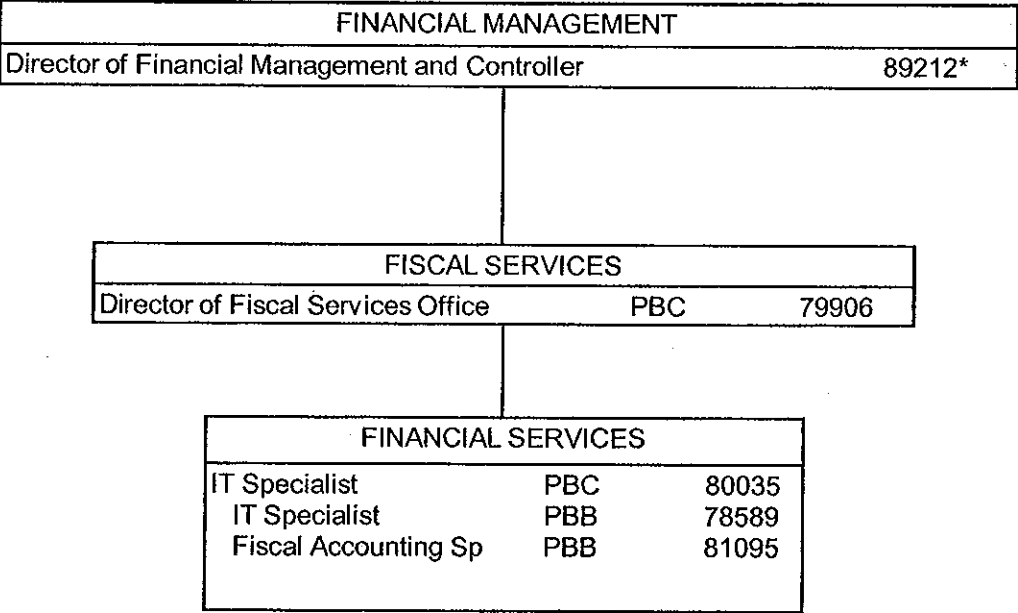 FINANCIAL MANAGEMENT
Director of Financial Management and Controller 89212*
FISCAL SERVICES
Director of Fiscal Services Office PBC 79906
FINANCIAL SERVICES
IT Specialist PBC 80035
IT Specialist PBB 78589
Fiscal Accounting Sp PBB 81095